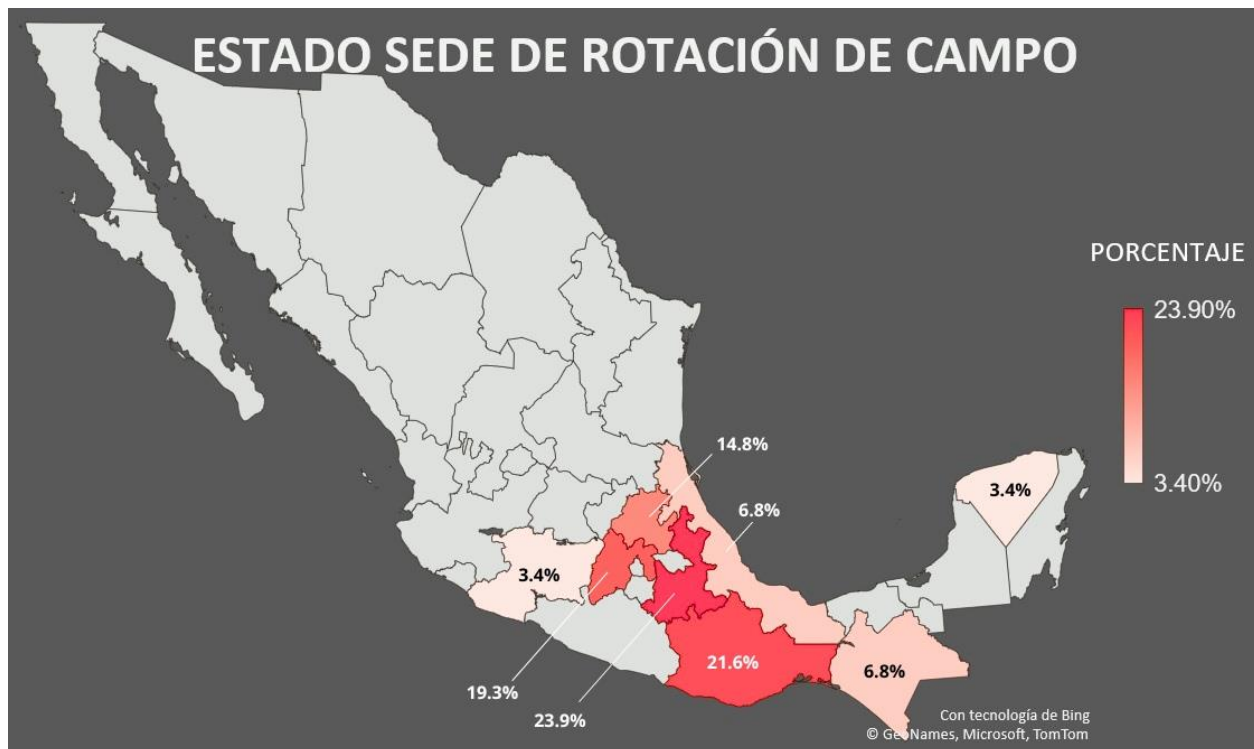 ESTADO SEDE DE ROTACIÓN DE CAMPO
PORCENTAJE
23.90%
3.40%
14.8%
6.8%
3.4%
3.4%
19.3%
23.9%
21.6%
6.8%
Con tecnología de Bing
© GeoNames, Microsoft, TomTom